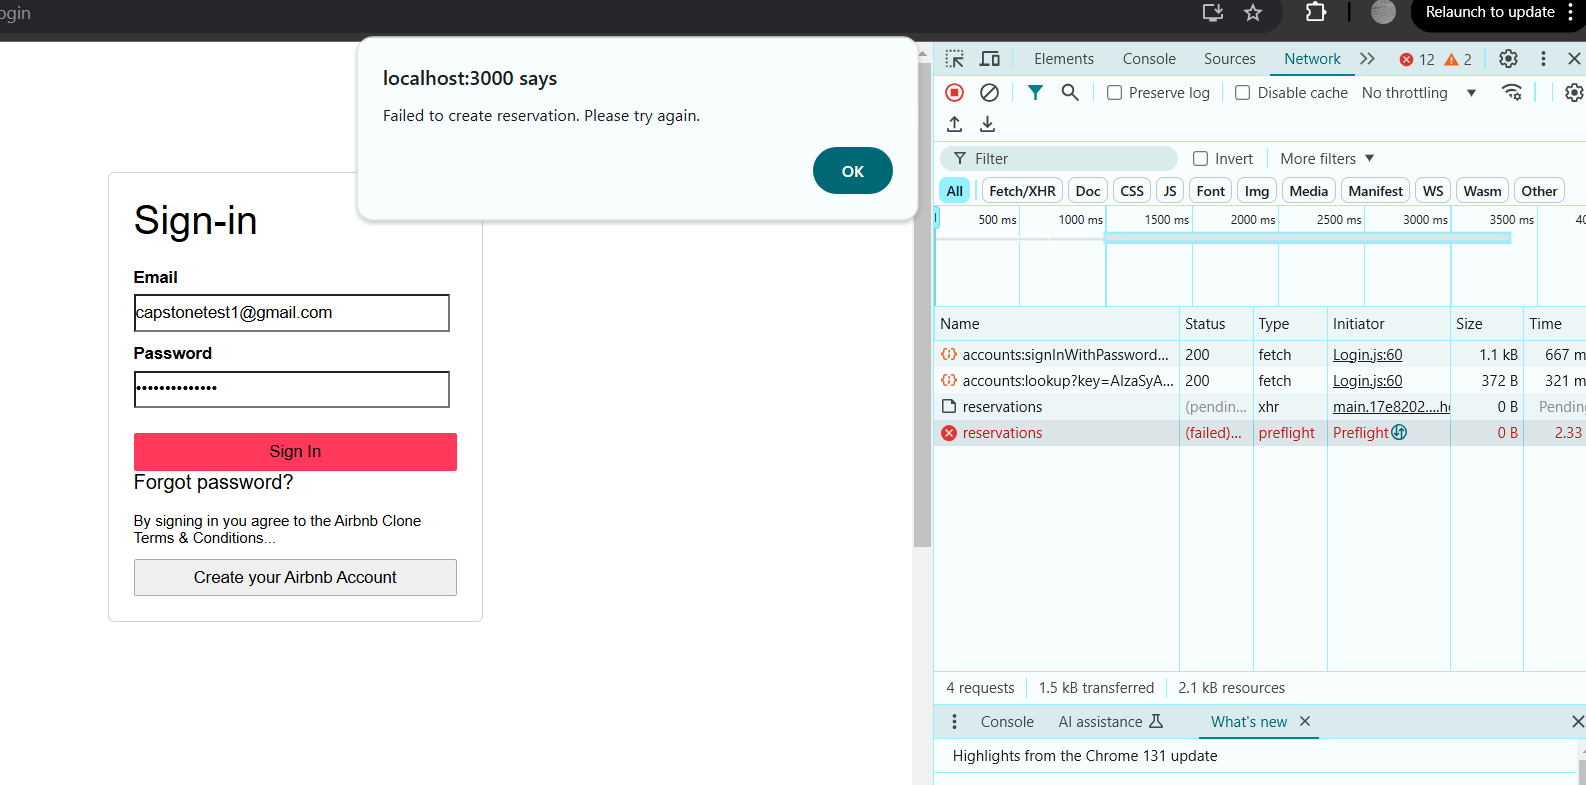 ogin
Relaunch to update
localhost:3000 says
Failed to create reservation. Please try again.
OK
Sign-in
Email
capstonetest1@gmail.com
Password
••••••••••••••
Sign In
Forgot password?
By signing in you agree to the Airbnb Clone
Terms & Conditions...
Create your Airbnb Account
Elements Console Sources Network 12 2
Preserve log Disable cache No throttling
Filter Invert More filters
All Fetch/XHR Doc CSS JS Font Img Media Manifest WS Wasm Other
500 ms 1000 ms 1500 ms 2000 ms 2500 ms 3000 ms 3500 ms 40
Name Status Type Initiator Size Time
accounts:signInWithPassword... 200 fetch Login.js:60 1.1 kB 667 m
accounts:lookup?key=AIzaSyA... 200 fetch Login.js:60 372 B 321 m
reservations (pendin... xhr main.17e8202....h 0 B Pendin
reservations (failed)... preflight Preflight 0 B 2.33
4 requests 1.5 kB transferred 2.1 kB resources
Console AI assistance What's new
Highlights from the Chrome 131 update